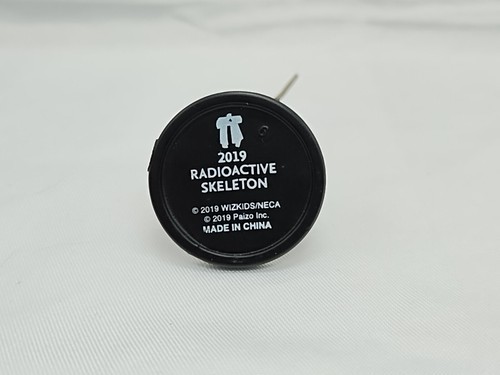 2019
RADIOACTIVE
SKELETON
© 2019 WIZKIDS/NECA
© 2019 Paizo Inc.
MADE IN CHINA